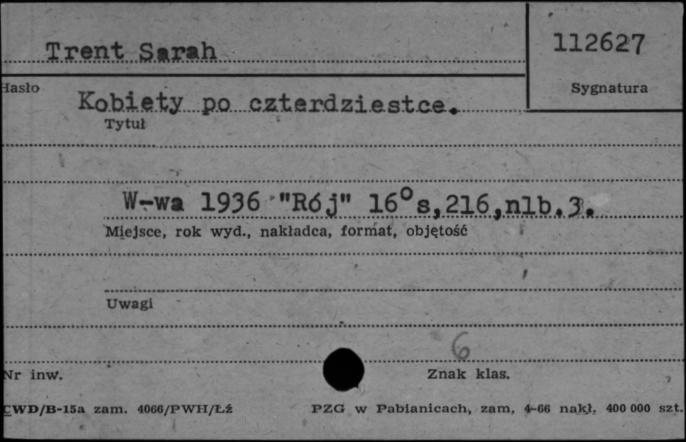 Trent Sarah
112627
Hasło
Sygnatura
Kobiety po czterdziestce.
Tytuł
W-wa 1936 "Rój" 16° s,216,nlb.3.
Miejsce, rok wyd., nakładca, format, objętość
Uwagi
6
Nr inw.
Znak klas.
CWD/B-15a zam. 4066/PWH/Łź
PZG w Pabianicach, zam. 4-66 nakł. 400 000 szt.